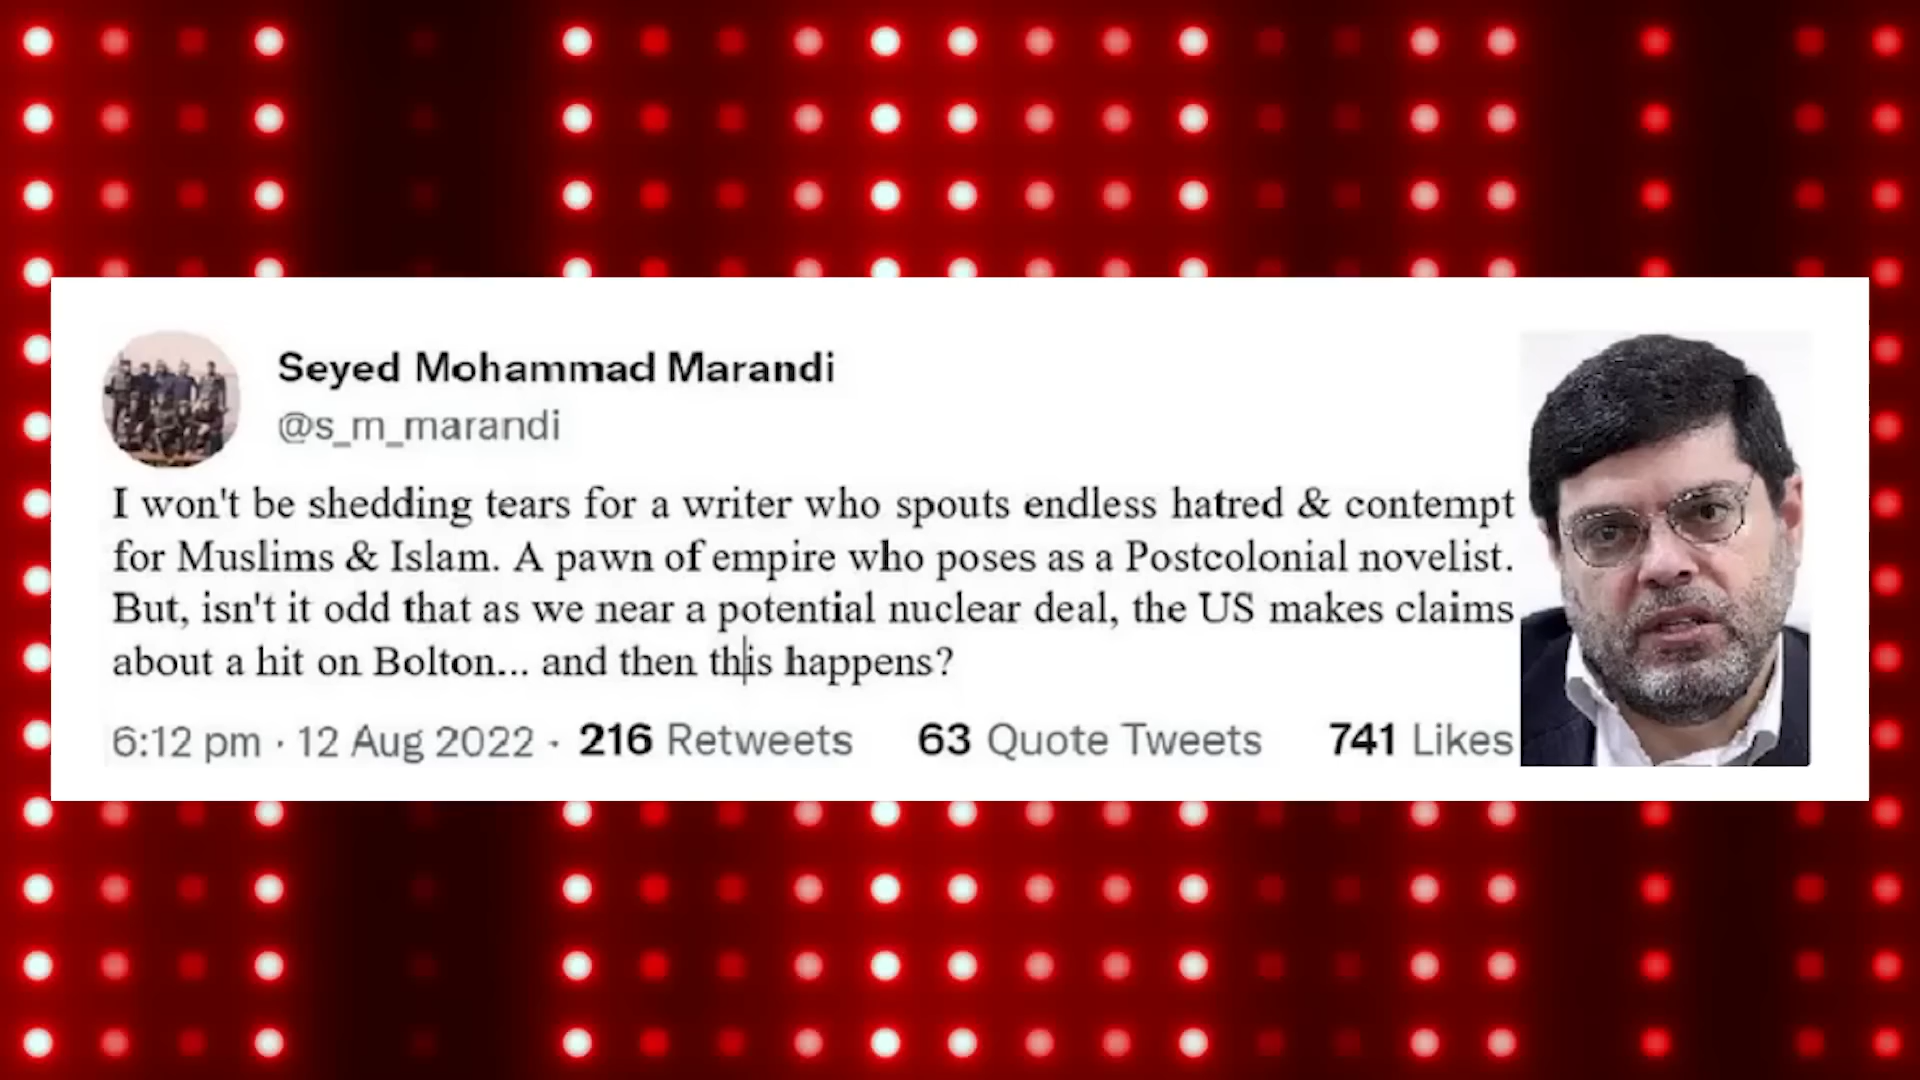 Seyed Mohammad Marandi
@s_m_marandi
I won't be shedding tears for a writer who spouts endless hatred & contempt
for Muslims & Islam. A pawn of empire who poses as a Postcolonial novelist.
But, isn't it odd that as we near a potential nuclear deal, the US makes claims
about a hit on Bolton... and then this happens?
6:12 pm · 12 Aug 2022 · 216 Retweets 63 Quote Tweets 741 Likes